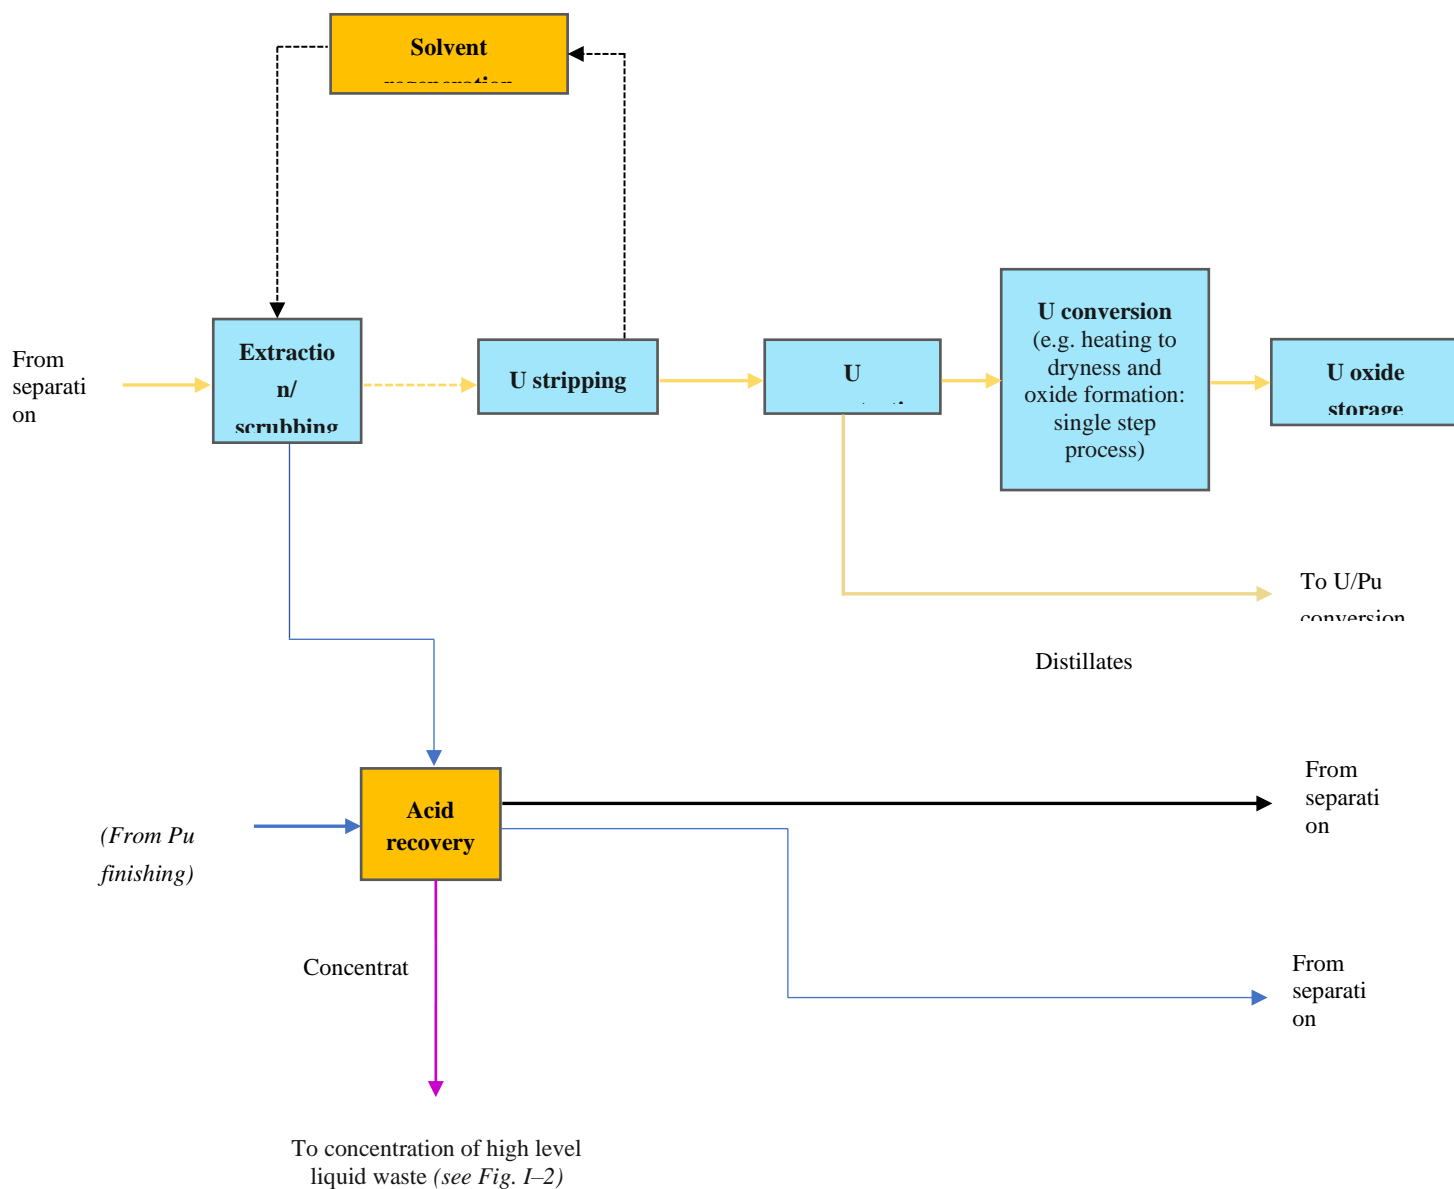 Solvent
regeneration
From
separati
on
Extractio
n/
scrubbing
U stripping
U
U conversion
(e.g. heating to
dryness and
oxide formation:
single step
process)
U oxide
storage
To U/Pu
conversion
Distillates
From
separati
on
Acid
recovery
(From Pu
finishing)
Concentrat
From
separati
on
To concentration of high level
liquid waste (see Fig. I–2)